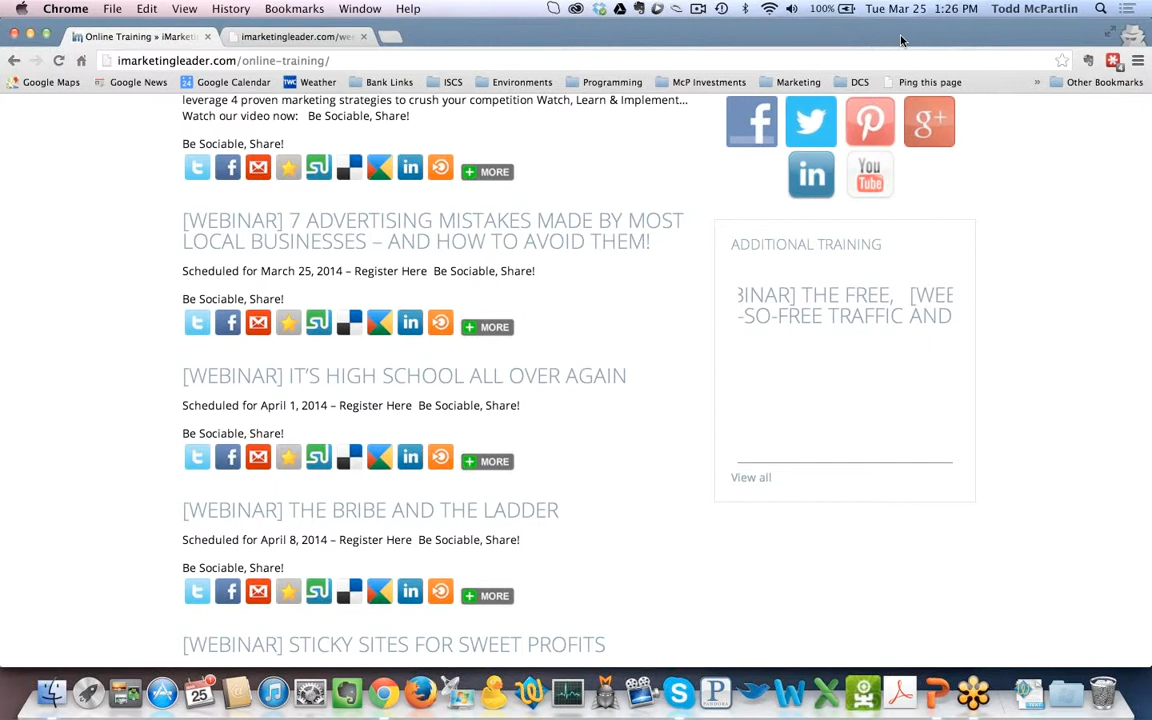 Chrome File Edit View History Bookmarks Window Help 100% Tue Mar 25 1:26 PM Todd McPartlin
Online Training » iMarketi × imarketingleader.com/we ×
imarketingleader.com/online-training/
Google Maps Google News 24 Google Calendar TWC Weather Bank Links ISCS Environments Programming McP Investments Marketing DCS Ping this page » Other Bookmarks
leverage 4 proven marketing strategies to crush your competition Watch, Learn & Implement...
Watch our video now: Be Sociable, Share!
Be Sociable, Share!
+ MORE
[WEBINAR] 7 ADVERTISING MISTAKES MADE BY MOST
LOCAL BUSINESSES – AND HOW TO AVOID THEM!
Scheduled for March 25, 2014 – Register Here Be Sociable, Share!
Be Sociable, Share!
+ MORE
[WEBINAR] IT'S HIGH SCHOOL ALL OVER AGAIN
Scheduled for April 1, 2014 – Register Here Be Sociable, Share!
Be Sociable, Share!
+ MORE
[WEBINAR] THE BRIBE AND THE LADDER
Scheduled for April 8, 2014 – Register Here Be Sociable, Share!
Be Sociable, Share!
+ MORE
[WEBINAR] STICKY SITES FOR SWEET PROFITS
g+
in You Tube
ADDITIONAL TRAINING
BINAR] THE FREE, [WEE
-SO-FREE TRAFFIC AND
View all
25